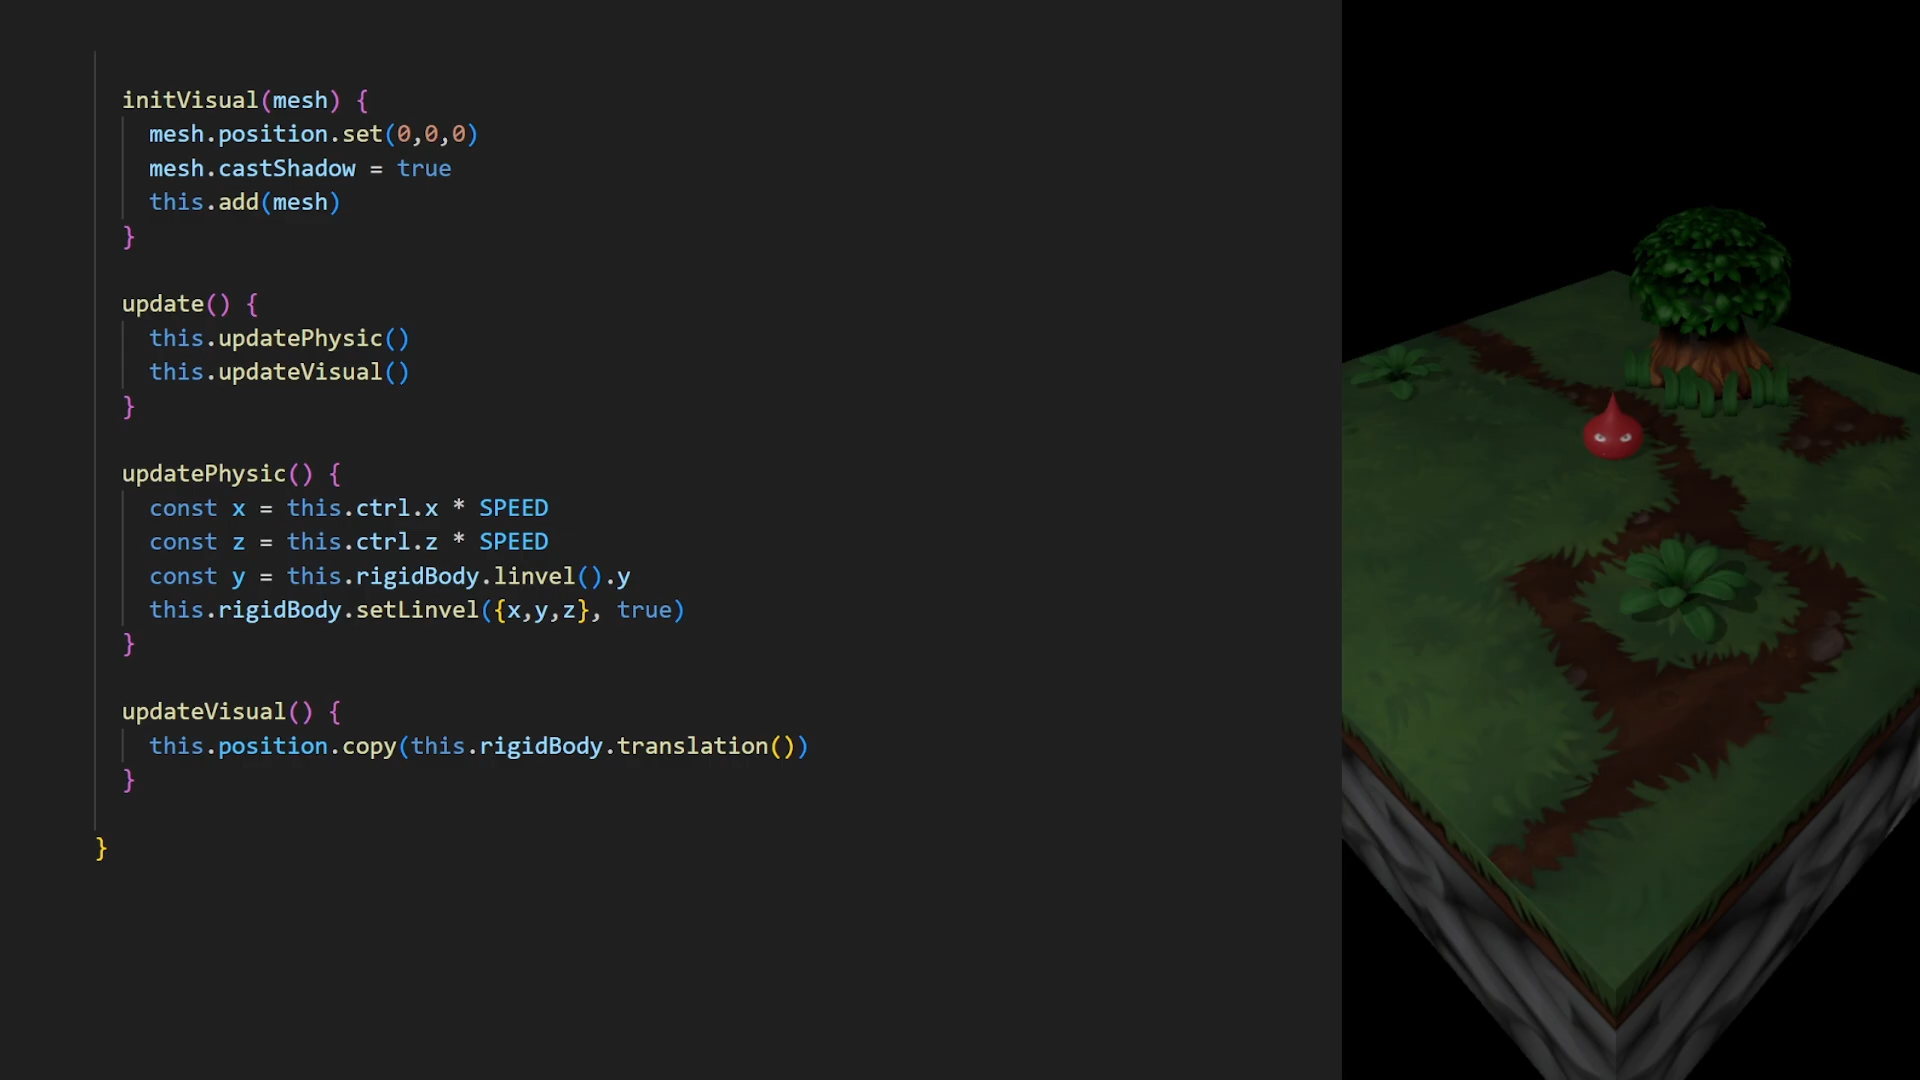 initVisual(mesh) {
mesh.position.set(0,0,0)
mesh.castShadow = true
this.add(mesh)
}
update() {
this.updatePhysic()
this.updateVisual()
}
updatePhysic() {
const x = this.ctrl.x * SPEED
const z = this.ctrl.z * SPEED
const y = this.rigidBody.linvel().y
this.rigidBody.setLinvel({x,y,z}, true)
}
updateVisual() {
this.position.copy(this.rigidBody.translation())
}
}